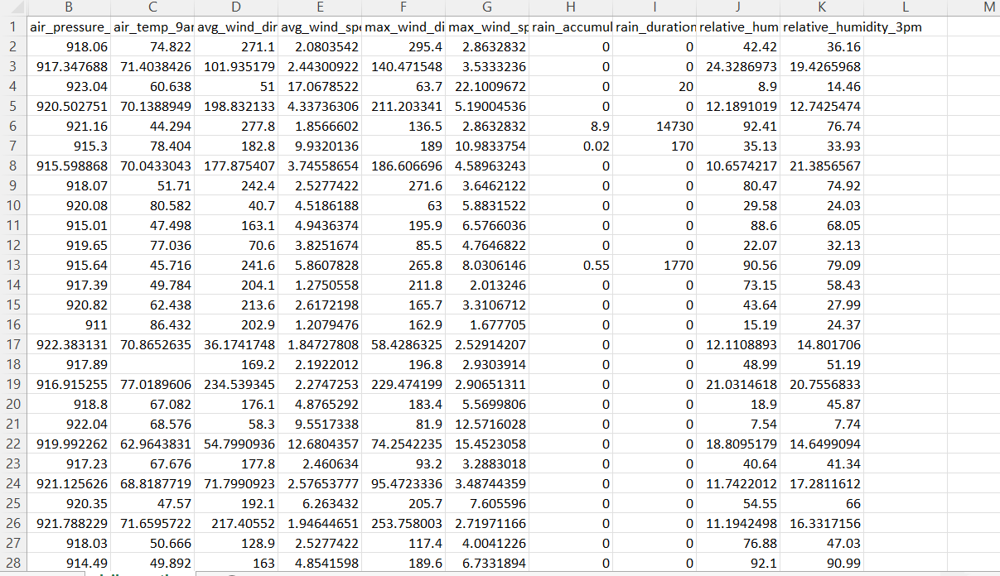 B C D E F G H I J K L M
1 air_pressure_ air_temp_9ar avg_wind_dir avg_wind_spe max_wind_di max_wind_sp rain_accumul rain_duration relative_hum relative_humidity_3pm
2 918.06 74.822 271.1 2.0803542 295.4 2.8632832 0 0 42.42 36.16
3 917.347688 71.4038426 101.935179 2.44300922 140.471548 3.5333236 0 0 24.3286973 19.4265968
4 923.04 60.638 51 17.0678522 63.7 22.1009672 0 20 8.9 14.46
5 920.502751 70.1388949 198.832133 4.33736306 211.203341 5.19004536 0 0 12.1891019 12.7425474
6 921.16 44.294 277.8 1.8566602 136.5 2.8632832 8.9 14730 92.41 76.74
7 915.3 78.404 182.8 9.9320136 189 10.9833754 0.02 170 35.13 33.93
8 915.598868 70.0433043 177.875407 3.74558654 186.606696 4.58963243 0 0 10.6574217 21.3856567
9 918.07 51.71 242.4 2.5277422 271.6 3.6462122 0 0 80.47 74.92
10 920.08 80.582 40.7 4.5186188 63 5.8831522 0 0 29.58 24.03
11 915.01 47.498 163.1 4.9436374 195.9 6.5766036 0 0 88.6 68.05
12 919.65 77.036 70.6 3.8251674 85.5 4.7646822 0 0 22.07 32.13
13 915.64 45.716 241.6 5.8607828 265.8 8.0306146 0.55 1770 90.56 79.09
14 917.39 49.784 204.1 1.2750558 211.8 2.013246 0 0 73.15 58.43
15 920.82 62.438 213.6 2.6172198 165.7 3.3106712 0 0 43.64 27.99
16 911 86.432 202.9 1.2079476 162.9 1.677705 0 0 15.19 24.37
17 922.383131 70.8652635 36.1741748 1.84727808 58.4286325 2.52914207 0 0 12.1108893 14.801706
18 917.89 169.2 2.1922012 196.8 2.9303914 0 0 48.99 51.19
19 916.915255 77.0189606 234.539345 2.2747253 229.474199 2.90651311 0 0 21.0314618 20.7556833
20 918.8 67.082 176.1 4.8765292 183.4 5.5699806 0 0 18.9 45.87
21 922.04 68.576 58.3 9.5517338 81.9 12.5716028 0 0 7.54 7.74
22 919.992262 62.9643831 54.7990936 12.6804357 74.2542235 15.4523058 0 0 18.8095179 14.6499094
23 917.23 67.676 177.8 2.460634 93.2 3.2883018 0 0 40.64 41.34
24 921.125626 68.8187719 71.7990923 2.57653777 95.4723336 3.48744359 0 0 11.7422012 17.2811612
25 920.35 47.57 192.1 6.263432 205.7 7.605596 0 0 54.55 66
26 921.788229 71.6595722 217.40552 1.94644651 253.758003 2.71971166 0 0 11.1942498 16.3317156
27 918.03 50.666 128.9 2.5277422 117.4 4.0041226 0 0 76.88 47.03
28 914.49 49.892 163 4.8541598 189.6 6.7331894 0 0 92.1 90.99